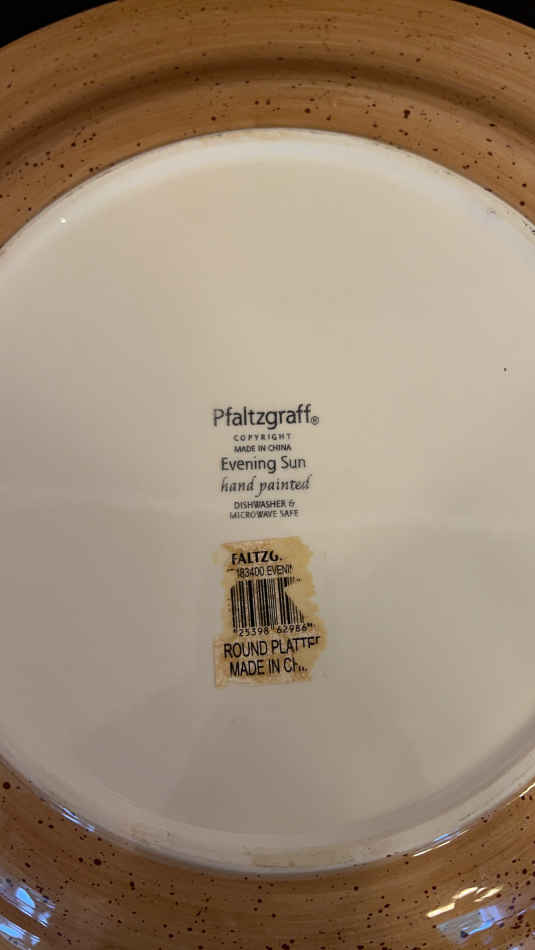 Pfaltzgraff®
COPYRIGHT
MADE IN CHINA
Evening Sun
hand painted
DISHWASHER &
MICROWAVE SAFE
FALTZG
183400.EVENI
25398 62986
ROUND PLATTE
MADE IN CH